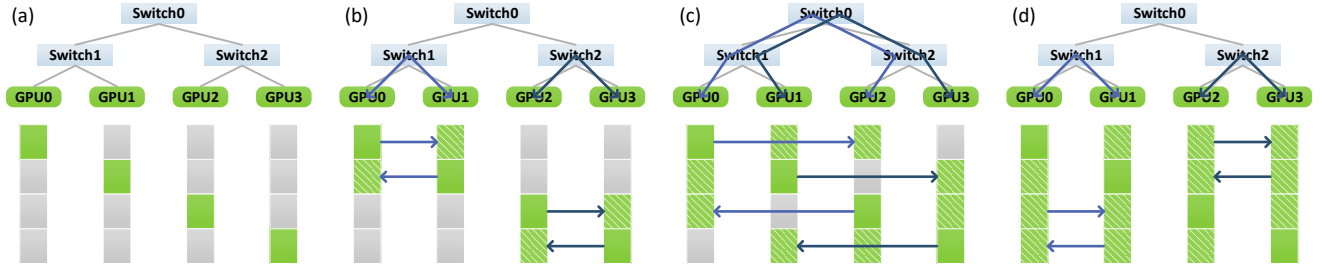 (a) Switch0 (b) Switch0 (c) Switch0 (d) Switch0
Switch1 Switch2 Switch1 Switch2 Switch1 Switch2 Switch1 Switch2
GPU0 GPU1 GPU2 GPU3 GPU0 GPU1 GPU2 GPU3 GPU0 GPU1 GPU2 GPU3 GPU0 GPU1 GPU2 GPU3